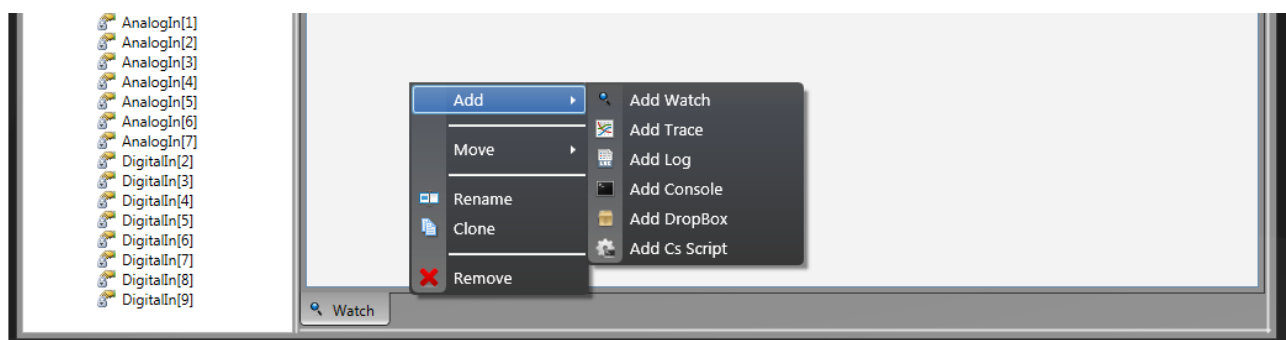 AnalogIn[1]
AnalogIn[2]
AnalogIn[3]
AnalogIn[4]
AnalogIn[5]
AnalogIn[6]
AnalogIn[7]
DigitalIn[2]
DigitalIn[3]
DigitalIn[4]
DigitalIn[5]
DigitalIn[6]
DigitalIn[7]
DigitalIn[8]
DigitalIn[9]
Add
Move
Rename
Clone
Remove
Add Watch
Add Trace
Add Log
Add Console
Add DropBox
Add Cs Script
Watch